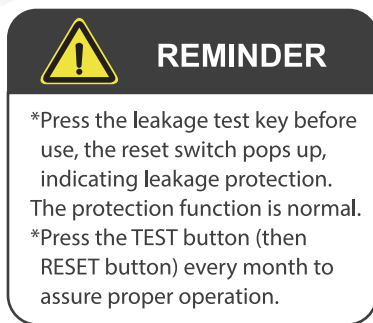 REMINDER
*Press the leakage test key before
use, the reset switch pops up,
indicating leakage protection.
The protection function is normal.
*Press the TEST button (then
RESET button) every month to
assure proper operation.